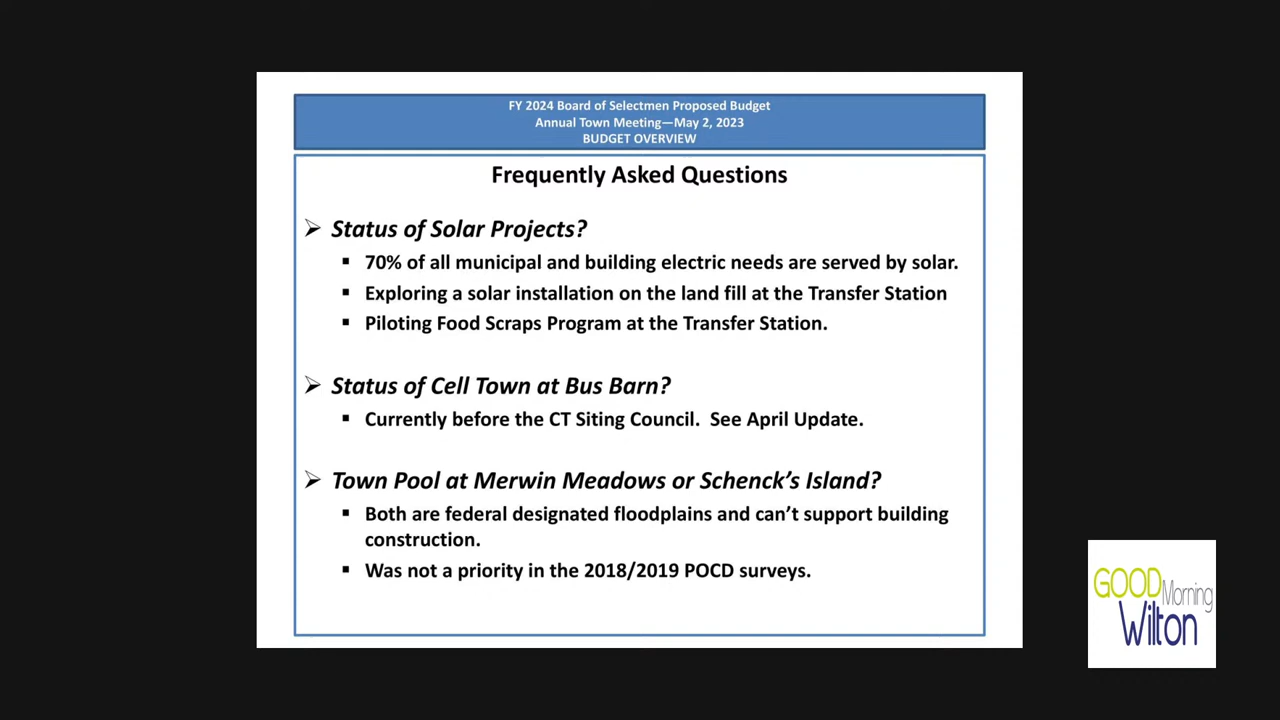 FY 2024 Board of Selectmen Proposed Budget
Annual Town Meeting—May 2, 2023
BUDGET OVERVIEW
Frequently Asked Questions
➢ Status of Solar Projects?
▪ 70% of all municipal and building electric needs are served by solar.
▪ Exploring a solar installation on the land fill at the Transfer Station
▪ Piloting Food Scraps Program at the Transfer Station.
➢ Status of Cell Town at Bus Barn?
▪ Currently before the CT Siting Council.  See April Update.
➢ Town Pool at Merwin Meadows or Schenck’s Island?
▪ Both are federal designated floodplains and can’t support building
construction.
▪ Was not a priority in the 2018/2019 POCD surveys.
GOOD Morning
Wilton